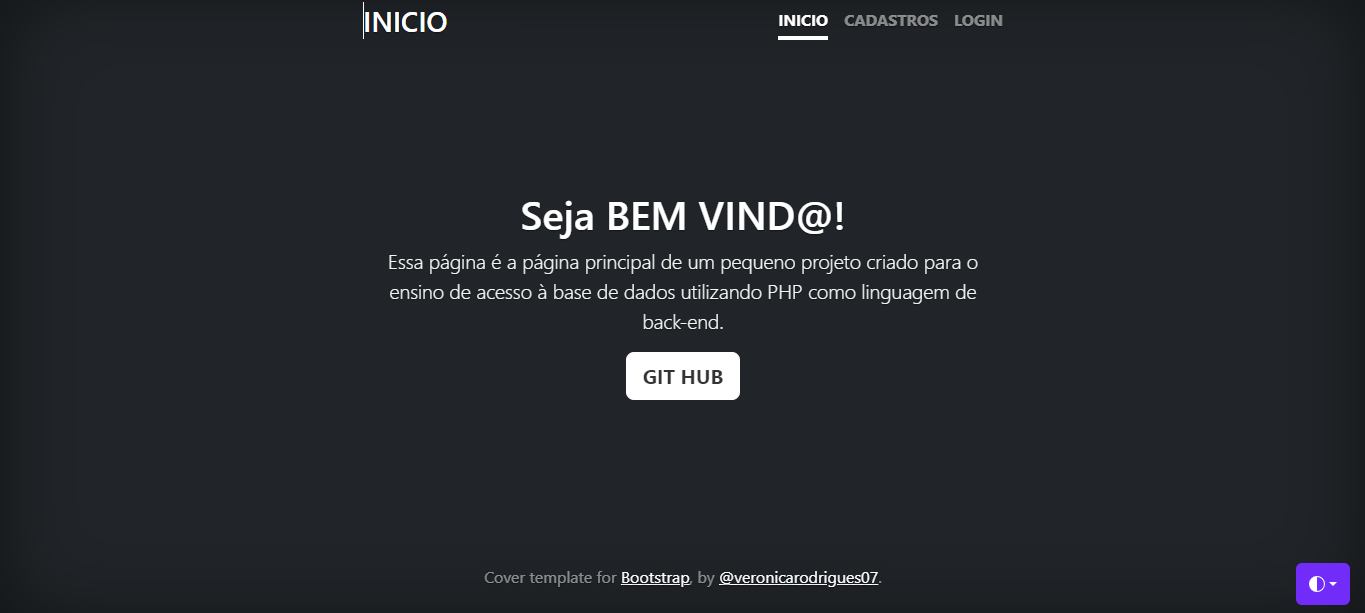 INICIO
INICIO CADASTROS LOGIN
Seja BEM VIND@!
Essa página é a página principal de um pequeno projeto criado para o
ensino de acesso à base de dados utilizando PHP como linguagem de
back-end.
GIT HUB
Cover template for Bootstrap, by @veronicarodrigues07.